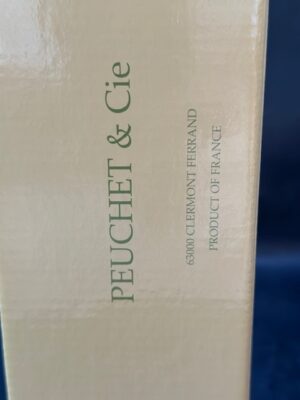 PEUCHET & Cie
63000 CLERMONT FERRAND
PRODUCT OF FRANCE